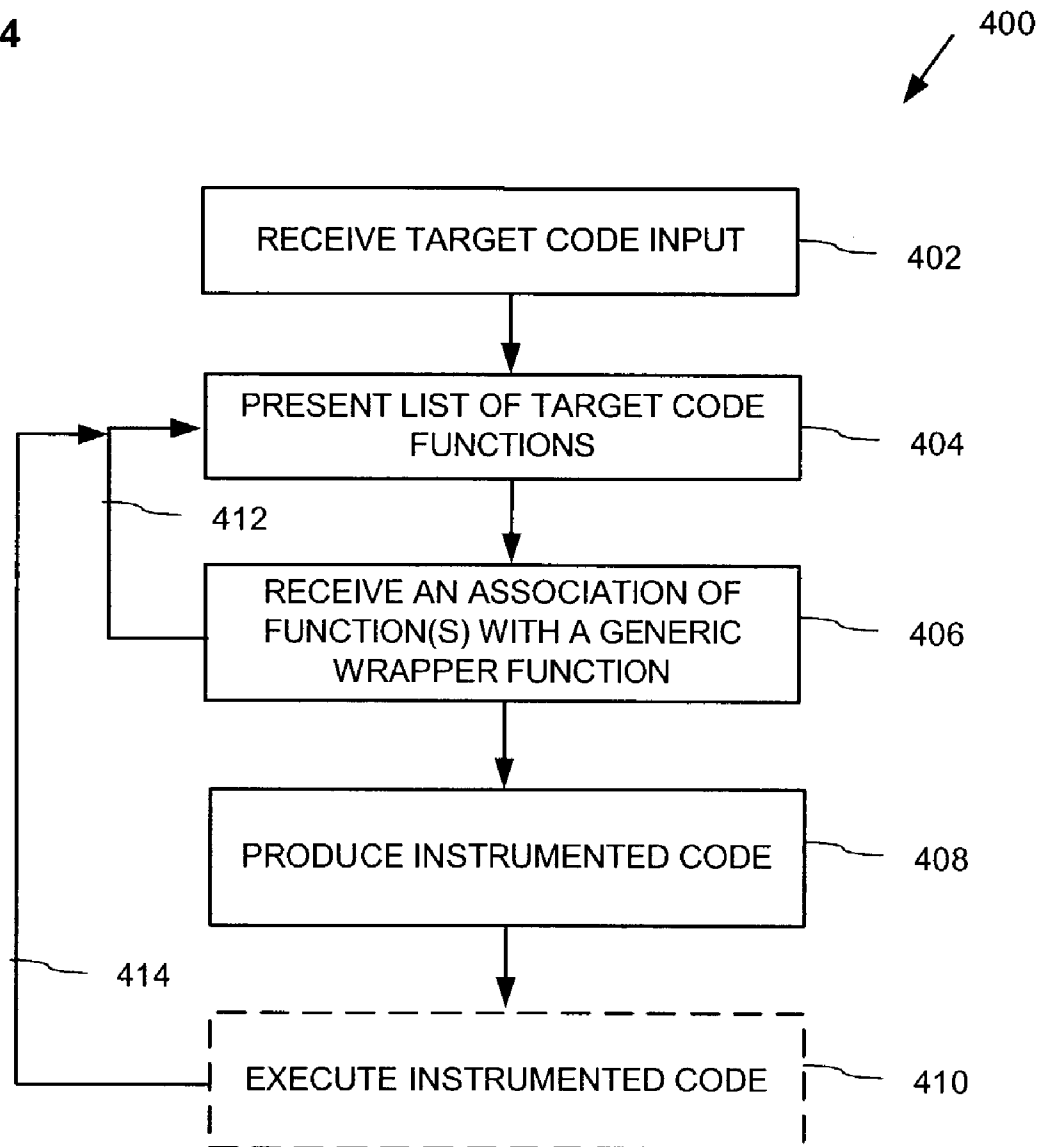 4
400
RECEIVE TARGET CODE INPUT
402
PRESENT LIST OF TARGET CODE
FUNCTIONS
404
412
RECEIVE AN ASSOCIATION OF
FUNCTION(S) WITH A GENERIC
WRAPPER FUNCTION
406
PRODUCE INSTRUMENTED CODE
408
414
EXECUTE INSTRUMENTED CODE
410